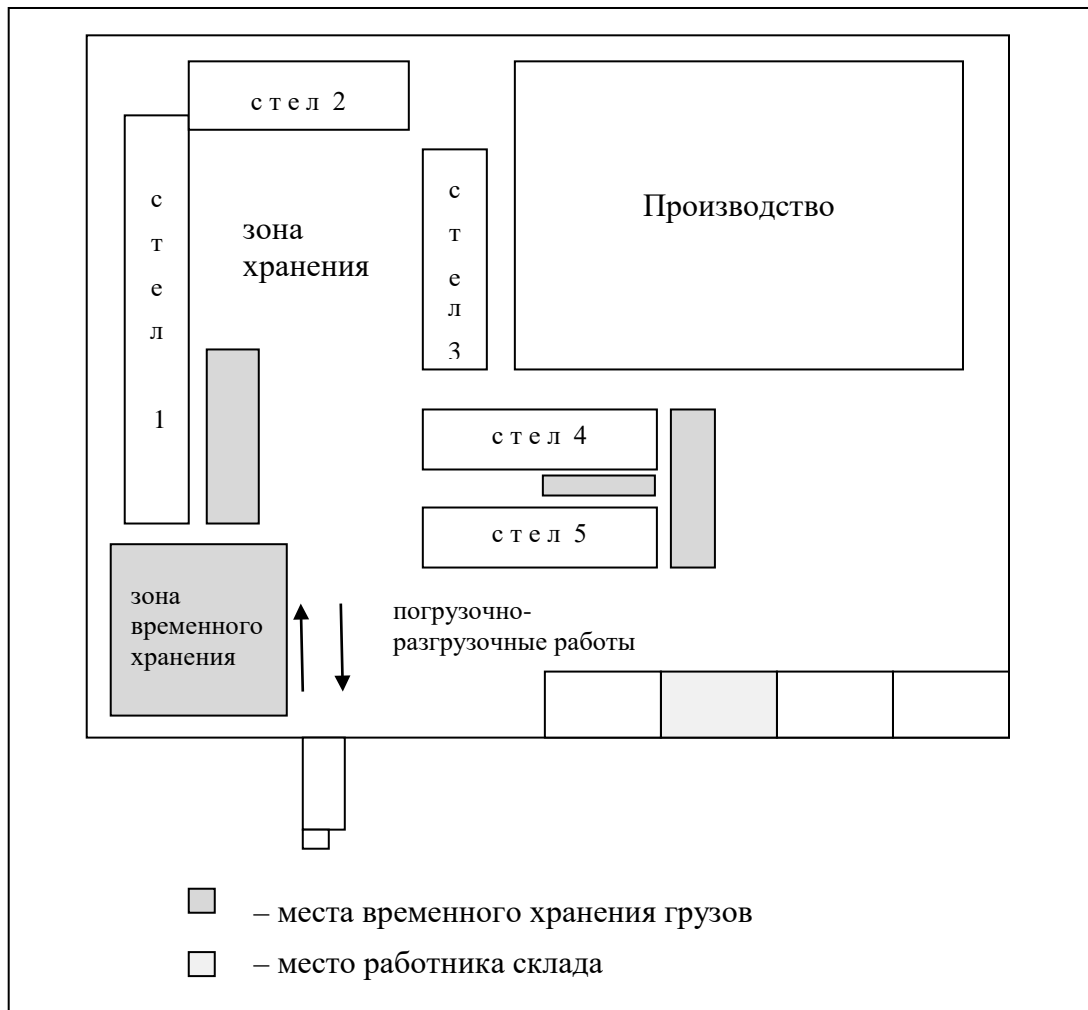 с т е л 2
с
т
е
л
1
зона
хранения
с
т
е
л
3
Производство
с т е л 4
с т е л 5
зона
временного
хранения
погрузочно-
разгрузочные работы
– места временного хранения грузов
– место работника склада